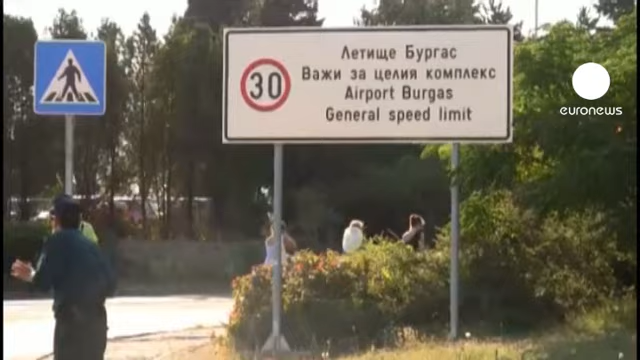 30
Летище Бургас
Важи за целия комплекс
Airport Burgas
General speed limit
euronews